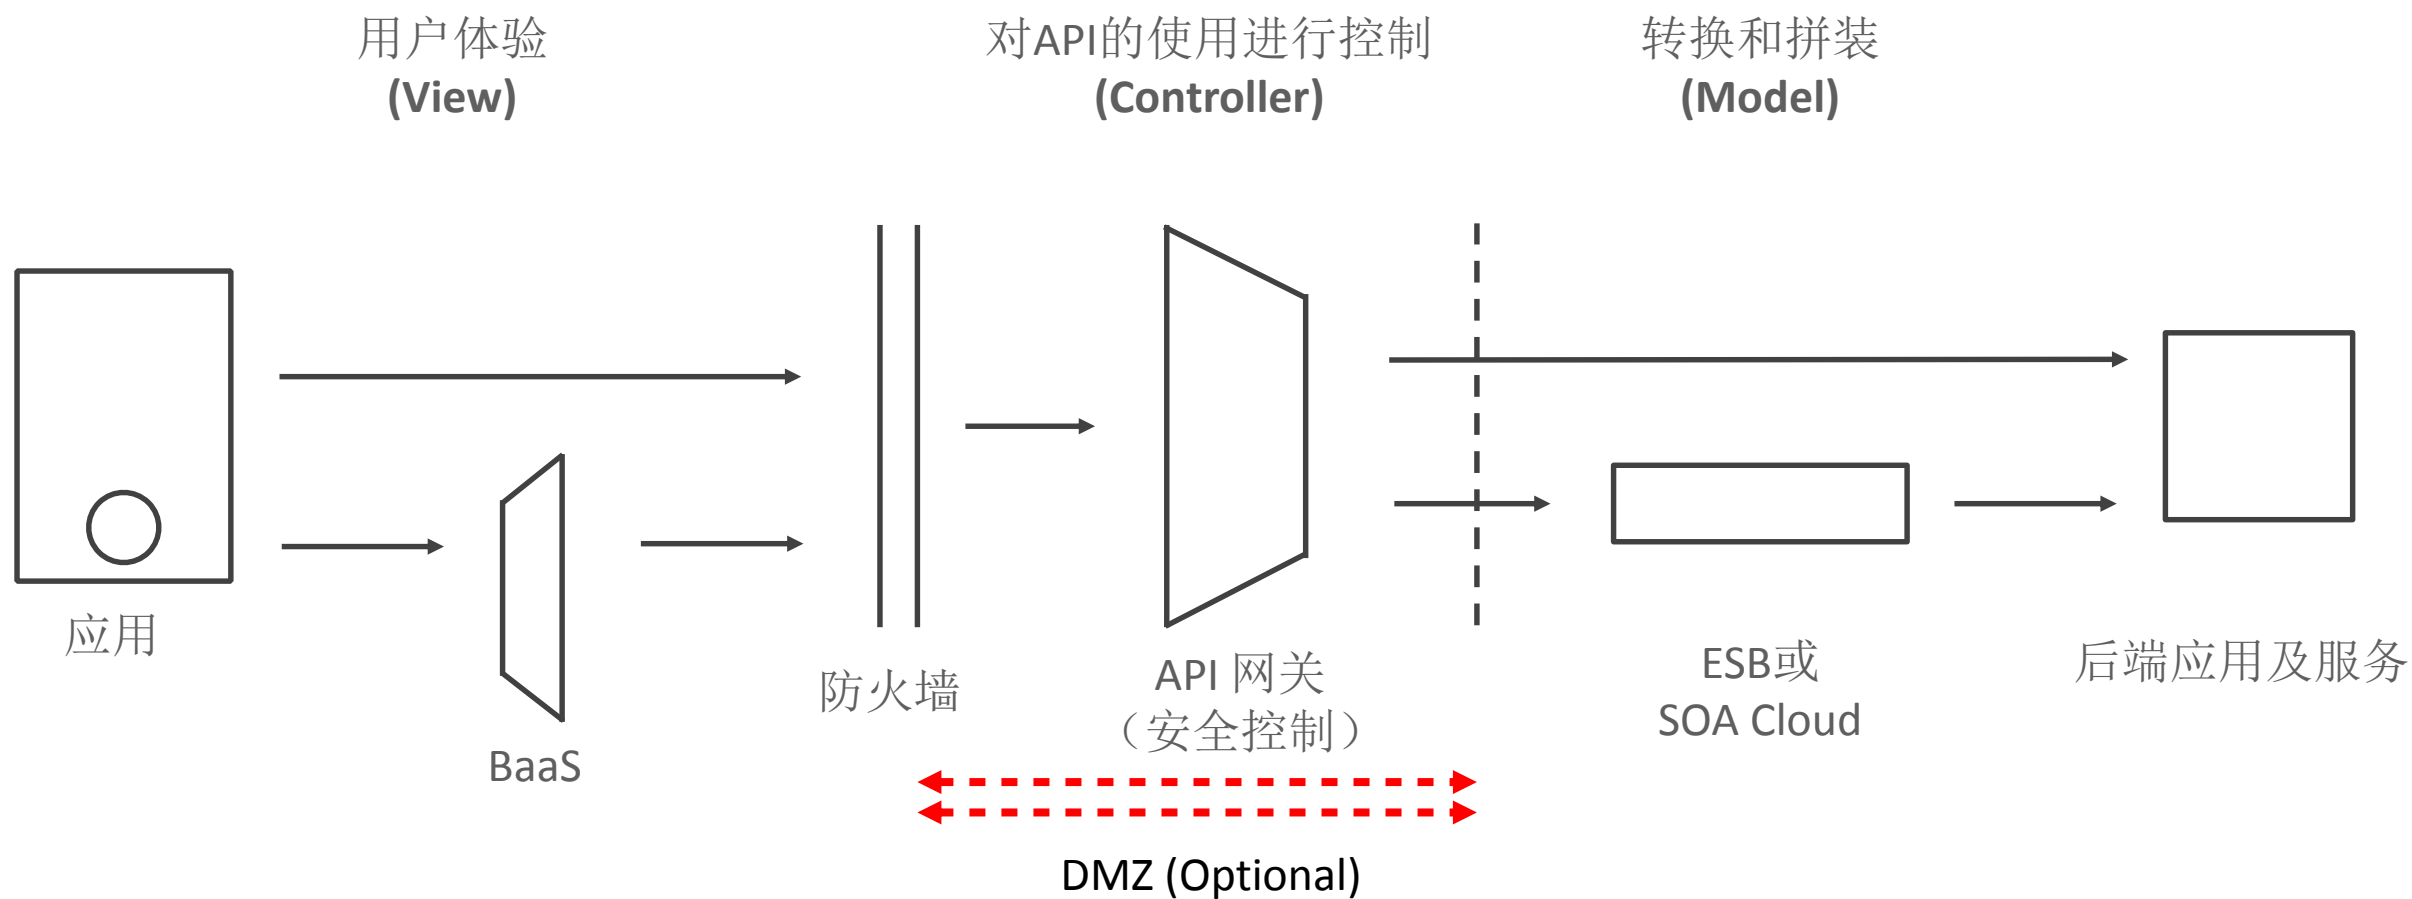 用户体验
(View)
对API的使用进行控制
(Controller)
转换和拼装
(Model)
应用
BaaS
防火墙
API 网关
（安全控制）
ESB或
SOA Cloud
后端应用及服务
DMZ (Optional)